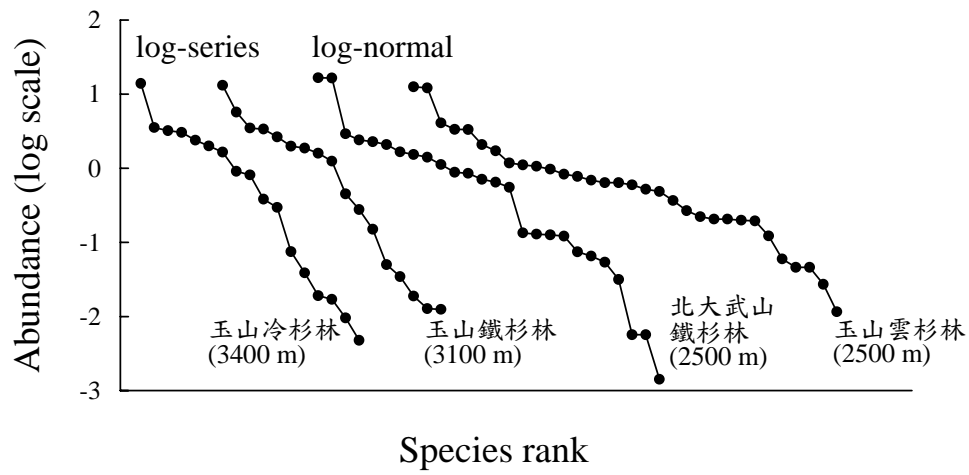 2
1
0
-1
-2
-3
Abundance (log scale)
log-series
log-normal
玉山冷杉林
(3400 m)
玉山鐵杉林
(3100 m)
北大武山
鐵杉林
(2500 m)
玉山雲杉林
(2500 m)
Species rank